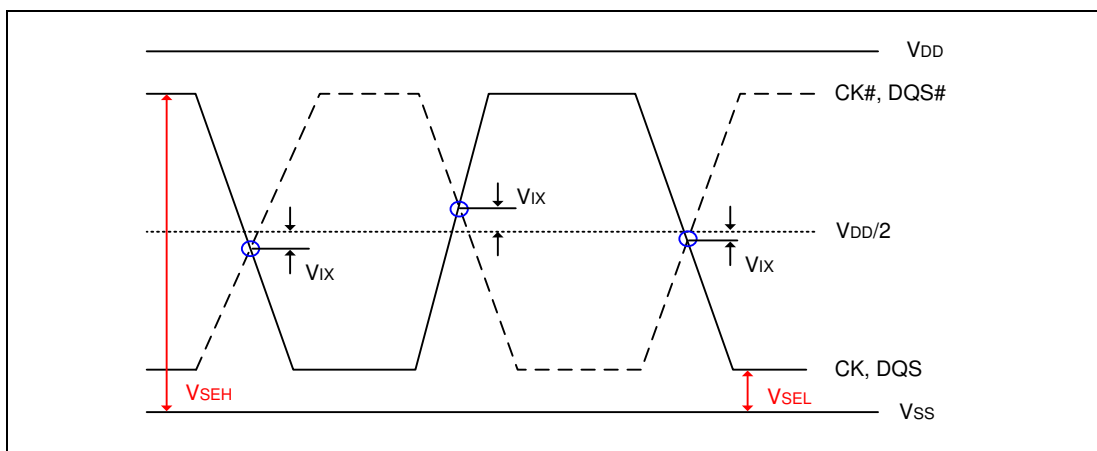 VDD
CK#, DQS#
VIX
VDD/2
VIX
VIX
CK, DQS
VSEH
VSEL
VSS